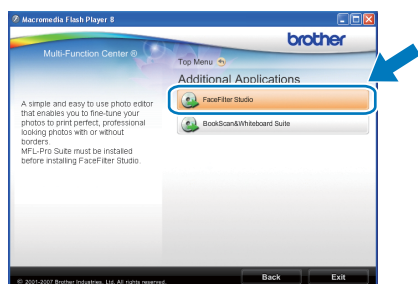 Macromedia Flash Player 8
brother
Multi-Function Center ®
Top Menu
Additional Applications
FaceFilter Studio
BookScan&Whiteboard Suite
A simple and easy to use photo editor
that enables you to fine-tune your
photos to print perfect, professional
looking photos with or without
borders.
MFL-Pro Suite must be installed
before installing FaceFilter Studio.
Back
Exit
© 2001-2007 Brother Industries, Ltd. All rights reserved.